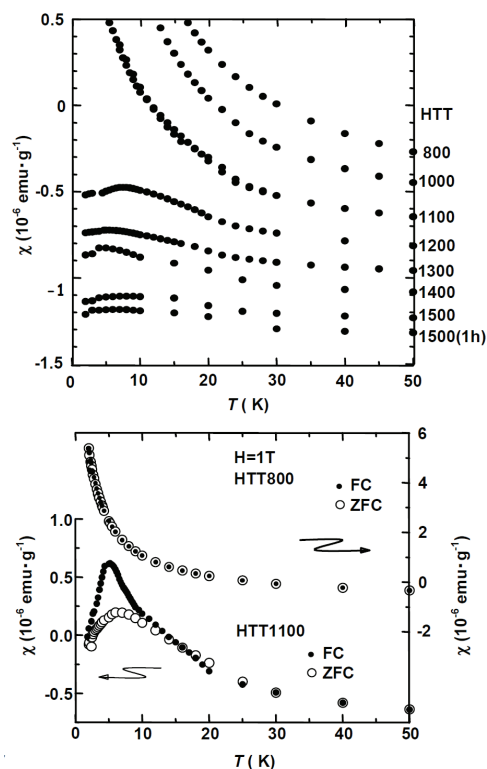 0.5
0
-0.5
-1
-1.5
χ (10⁻⁶ emu·g⁻¹)
HTT
800
1000
1100
1200
1300
1400
1500
1500(1h)
0 10 20 30 40 50
T ( K)
H=1T
HTT800
FC
ZFC
1.0
0.5
0.0
-0.5
χ (10⁻⁶ emu·g⁻¹)
6
4
2
0
-2
χ (10⁻⁶ emu·g⁻¹)
HTT1100
FC
ZFC
0 10 20 30 40 50
T ( K)